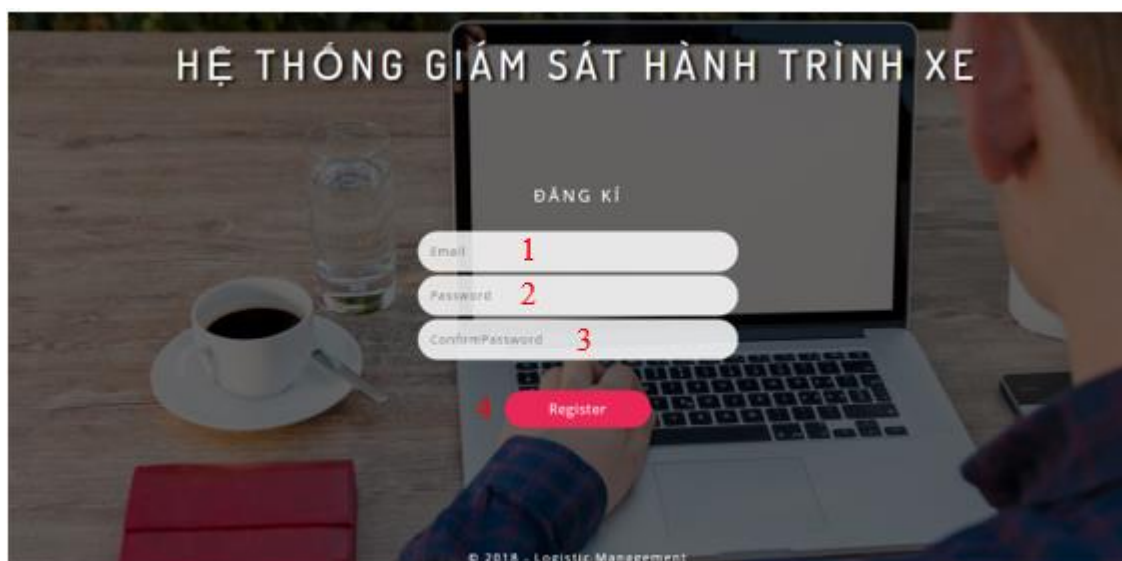 HỆ THỐNG GIÁM SÁT HÀNH TRÌNH XE
ĐĂNG KÍ
Email 1
Password 2
ConfirmPassword 3
4 Register
© 2018 - Logistic Management